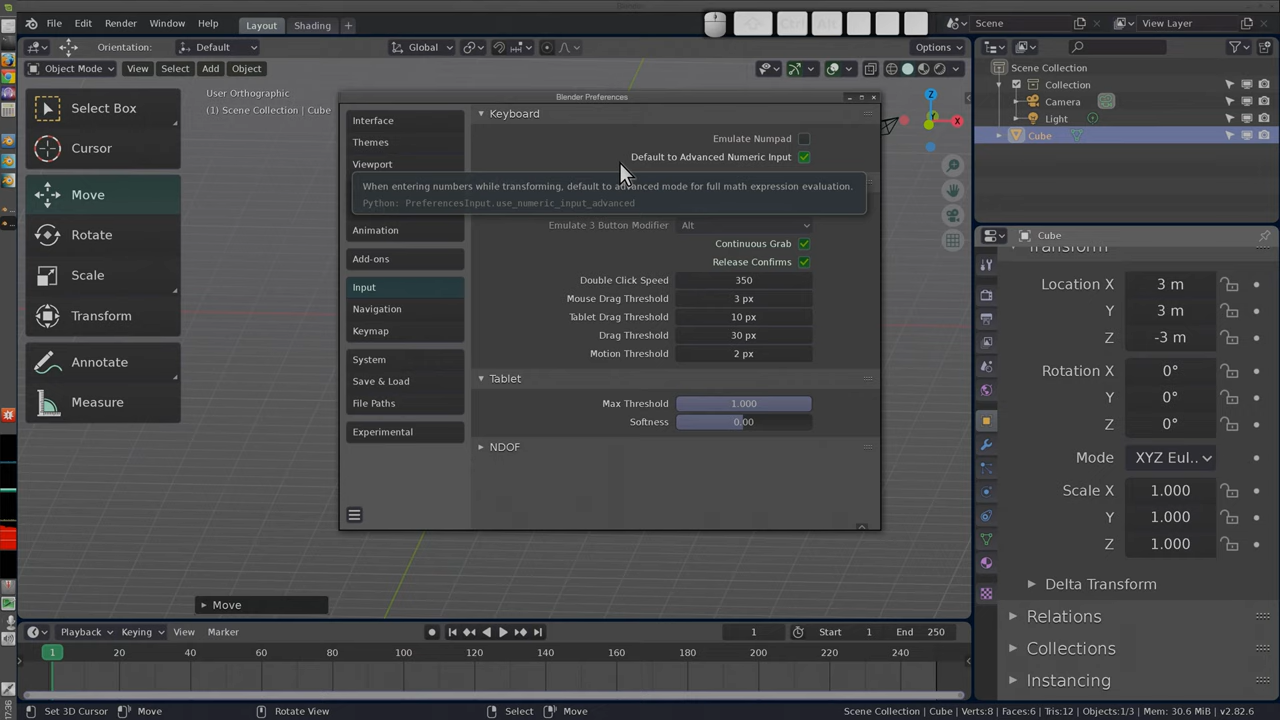 Blender
File Edit Render Window Help Layout Shading + Ctrl Alt Scene View Layer
Orientation: Default Global Options
Object Mode View Select Add Object
User Orthographic
(1) Scene Collection | Cube
Select Box
Cursor
Move
Rotate
Scale
Transform
Annotate
Measure
Z
Y
X
Blender Preferences
Interface
Themes
Viewport
Animation
Add-ons
Input
Navigation
Keymap
System
Save & Load
File Paths
Experimental
Keyboard
Emulate Numpad
Default to Advanced Numeric Input
When entering numbers while transforming, default to advanced mode for full math expression evaluation.
Python: PreferencesInput.use_numeric_input_advanced
Emulate 3 Button Modifier Alt
Continuous Grab
Release Confirms
Double Click Speed 350
Mouse Drag Threshold 3 px
Tablet Drag Threshold 10 px
Drag Threshold 30 px
Motion Threshold 2 px
Tablet
Max Threshold 1.000
Softness 0.00
NDOF
Scene Collection
Collection
Camera
Light
Cube
Cube
Transform
Location X 3 m
Y 3 m
Z -3 m
Rotation X 0°
Y 0°
Z 0°
Mode XYZ Eul..
Scale X 1.000
Y 1.000
Z 1.000
Delta Transform
Relations
Collections
Instancing
Move
Playback Keying View Marker 1 Start 1 End 250
1 20 40 60 80 100 120 140 160 180 200 220 240
17:36
Set 3D Cursor Move Rotate View Select Move Scene Collection | Cube | Verts:8 | Faces:6 | Tris:12 | Objects:1/3 | Mem: 30.6 MiB | v2.82.6